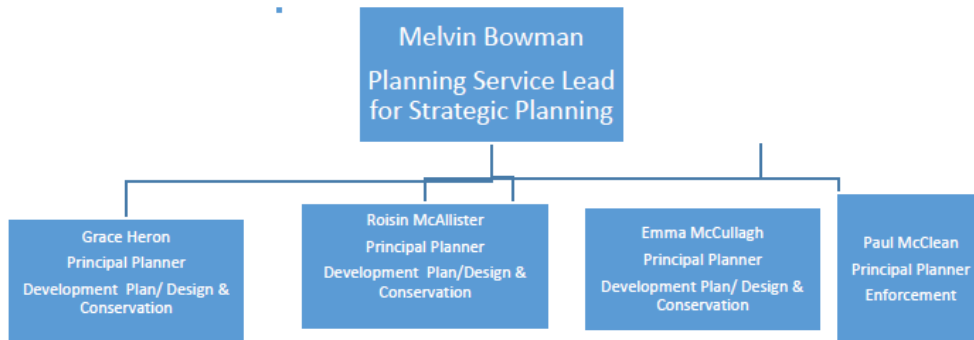 Melvin Bowman
Planning Service Lead
for Strategic Planning
Grace Heron
Principal Planner
Development Plan/ Design &
Conservation
Roisin McAllister
Principal Planner
Development Plan/Design &
Conservation
Emma McCullagh
Principal Planner
Development Plan/ Design &
Conservation
Paul McClean
Principal Planner
Enforcement